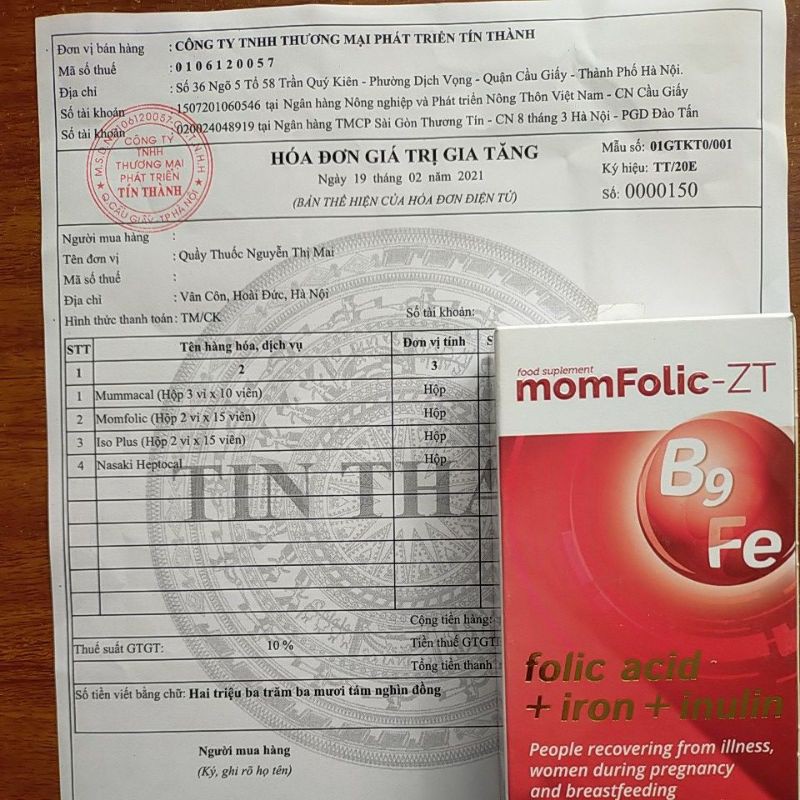 Đơn vị bán hàng : CÔNG TY TNHH THƯƠNG MẠI PHÁT TRIỂN TÍN THÀNH
Mã số thuế : 0106120057
Địa chỉ : Số 36 Ngõ 5 Tổ 58 Trần Quý Kiên - Phường Dịch Vọng - Quận Cầu Giấy - Thành Phố Hà Nội.
Số tài khoản : 1507201060546 tại Ngân hàng Nông nghiệp và Phát triển Nông Thôn Việt Nam - CN Cầu Giấy
Số tài khoản : 020024048919 tại Ngân hàng TMCP Sài Gòn Thương Tín - CN 8 tháng 3 Hà Nội - PGD Đào Tấn
CÔNG TY
TNHH
THƯƠNG MẠI
PHÁT TRIỂN
TÍN THÀNH
Q.CẦU GIẤY-TP.HÀ NỘI
HÓA ĐƠN GIÁ TRỊ GIA TĂNG
Ngày 19 tháng 02 năm 2021
(BẢN THỂ HIỆN CỦA HÓA ĐƠN ĐIỆN TỬ)
Mẫu số: 01GTKT0/001
Ký hiệu: TT/20E
Số: 0000150
Người mua hàng :
Tên đơn vị : Quầy Thuốc Nguyễn Thị Mai
Mã số thuế :
Địa chỉ : Vân Côn, Hoài Đức, Hà Nội
Hình thức thanh toán: TM/CK Số tài khoản:
STT Tên hàng hóa, dịch vụ Đơn vị tính S
1 2 3
1 Mummacal (Hộp 3 vỉ x 10 viên) Hộp
2 Momfolic (Hộp 2 vỉ x 15 viên) Hộp
3 Iso Plus (Hộp 2 vỉ x 15 viên) Hộp
4 Nasaki Heptocal Hộp
TIN THA
Cộng tiền hàng:
Thuế suất GTGT: 10 % Tiền thuế GTGT
Tổng tiền thanh
Số tiền viết bằng chữ: Hai triệu ba trăm ba mươi tám nghìn đồng
Người mua hàng
(Ký, ghi rõ họ tên)
food suplement
momFolic-ZT
B9
Fe
folic acid
+ iron + inulin
People recovering from illness,
women during pregnancy
and breastfeeding